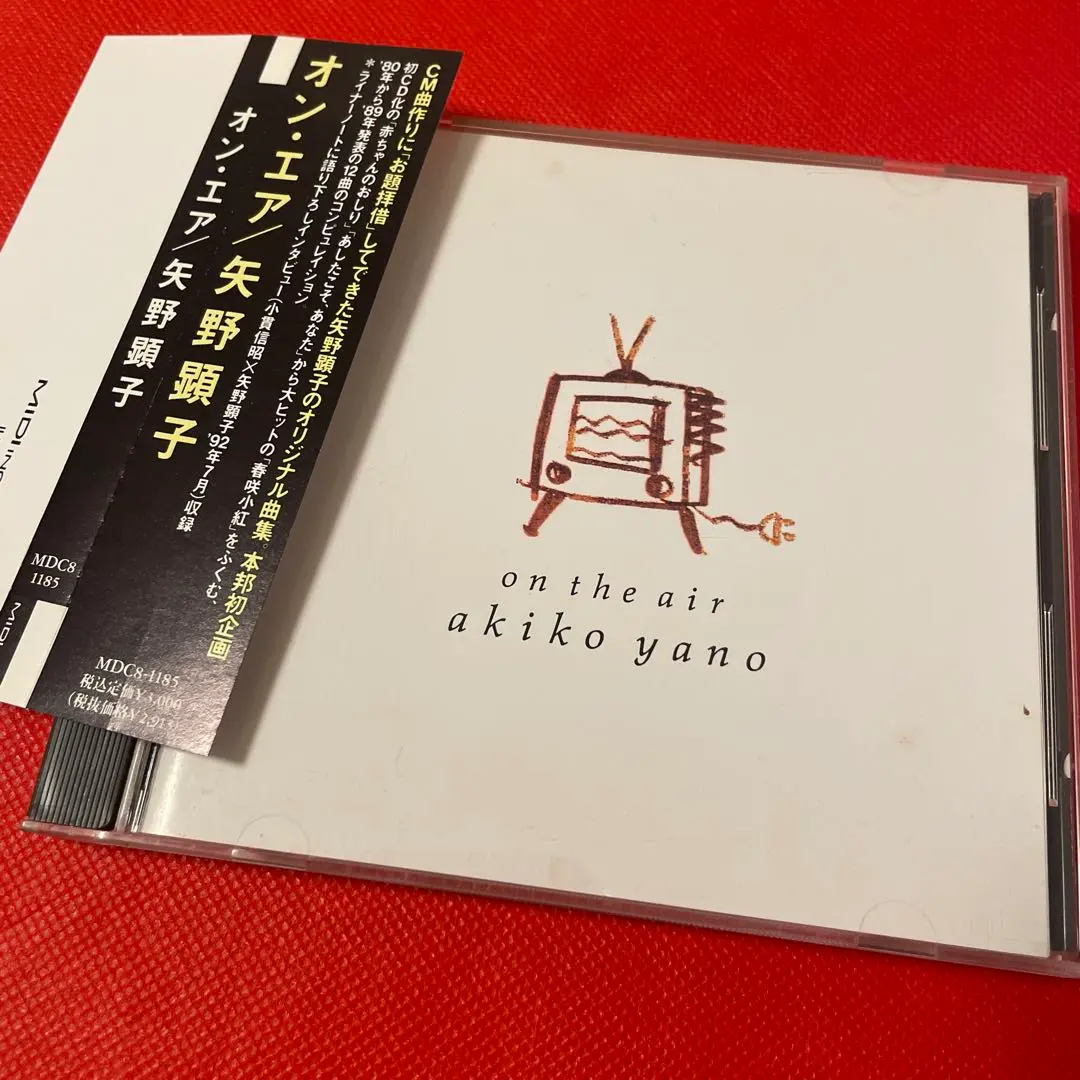 CM曲作りに「お題拝借」してできた矢野顕子のオリジナル曲集。本邦初企画
初CD化の「赤ちゃんのおしり」「あしたこそ、あなた」から大ヒットの「春咲小紅」をふくむ、
'80年から'89年発表の12曲のコンピュレイション。
*ライナーノートに語り下ろしインタビュー(小貫信昭×矢野顕子'92年7月)収録
オン・エア/矢野顕子
オン・エア/矢野顕子
MDC8-1185
税込定価¥3,000
(税抜価格¥2,913)
MDC8
1185
MIDI
on the air
akiko yano